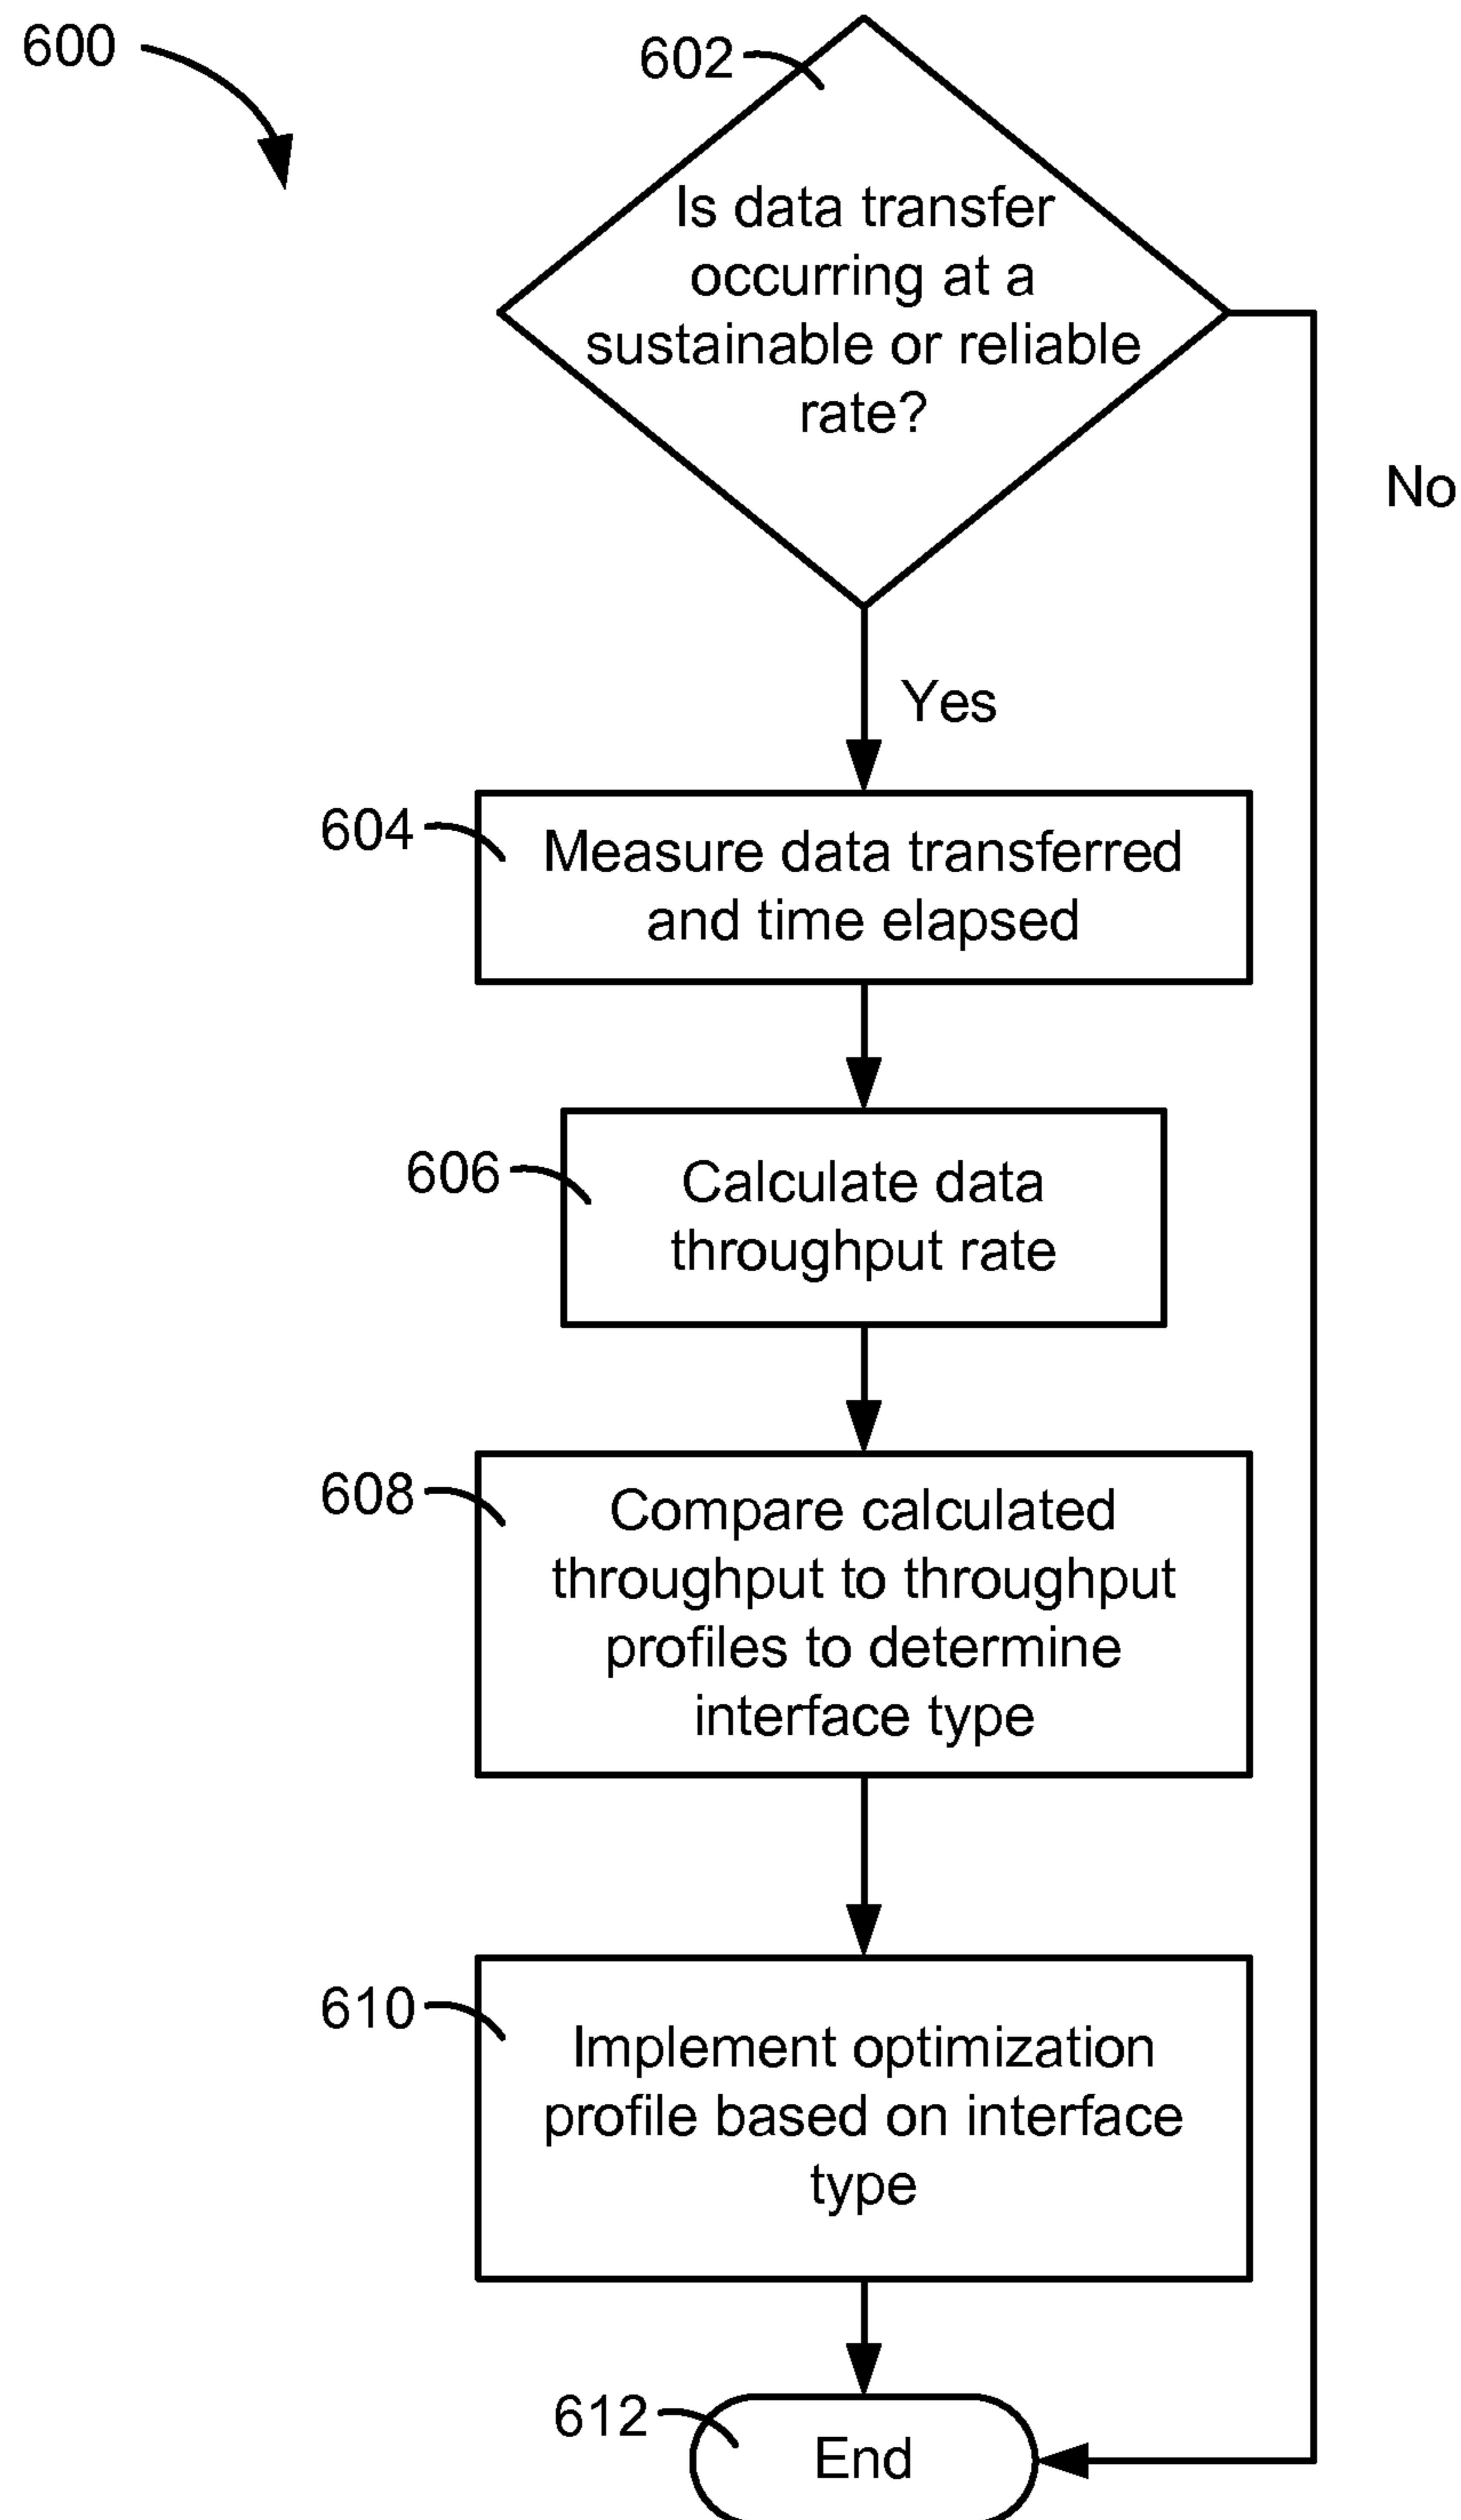 600
602
Is data transfer
occurring at a
sustainable or reliable
rate?
No
Yes
604
Measure data transferred
and time elapsed
606
Calculate data
throughput rate
608
Compare calculated
throughput to throughput
profiles to determine
interface type
610
Implement optimization
profile based on interface
type
612
End